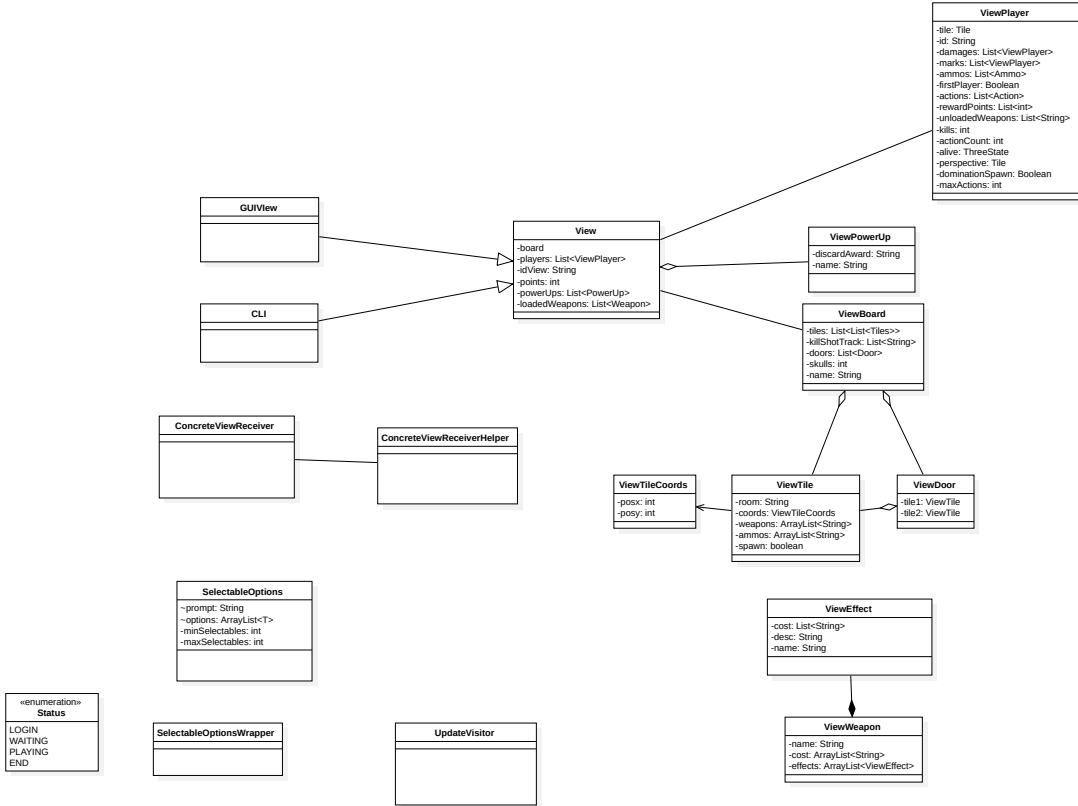 ViewPlayer
-tile: Tile
-id: String
-damages: List<ViewPlayer>
-marks: List<ViewPlayer>
-ammos: List<Ammo>
-firstPlayer: Boolean
-actions: List<Action>
-rewardPoints: List<int>
-unloadedWeapons: List<String>
-kills: int
-actionCount: int
-alive: ThreeState
-perspective: Tile
-dominationSpawn: Boolean
-maxActions: int
GUIVIew
View
-board
-players: List<ViewPlayer>
-idView: String
-points: int
-powerUps: List<PowerUp>
-loadedWeapons: List<Weapon>
ViewPowerUp
-discardAward: String
-name: String
CLI
ViewBoard
-tiles: List<List<Tiles>>
-killShotTrack: List<String>
-doors: List<Door>
-skulls: int
-name: String
ConcreteViewReceiver
ConcreteViewReceiverHelper
ViewTileCoords
-posx: int
-posy: int
ViewTile
-room: String
-coords: ViewTileCoords
-weapons: ArrayList<String>
-ammos: ArrayList<String>
-spawn: boolean
ViewDoor
-tile1: ViewTile
-tile2: ViewTile
SelectableOptions
~prompt: String
~options: ArrayList<T>
-minSelectables: int
-maxSelectables: int
ViewEffect
-cost: List<String>
-desc: String
-name: String
«enumeration»
Status
LOGIN
WAITING
PLAYING
END
SelectableOptionsWrapper
UpdateVisitor
ViewWeapon
-name: String
-cost: ArrayList<String>
-effects: ArrayList<ViewEffect>